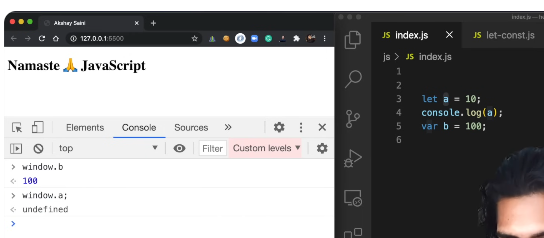 Akshay Saini
127.0.0.1:5500
Namaste 🙏 JavaScript
Elements Console Sources »
top
Filter
Custom levels
> window.b
100
> window.a;
undefined
>
index.js — 
JS index.js
JS let-const.js
js > JS index.js
1
2
3 let a = 10;
4 console.log(a);
5 var b = 100;
6